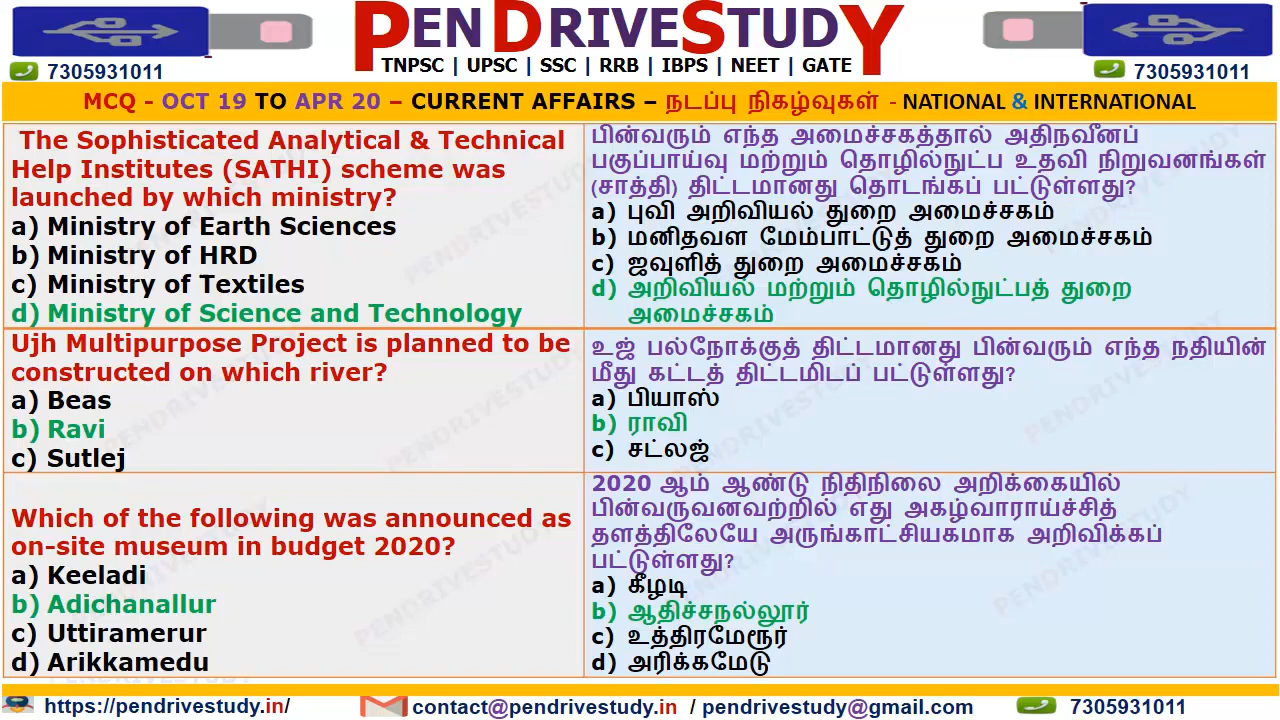 PENDRIVESTUDY
TNPSC | UPSC | SSC | RRB | IBPS | NEET | GATE
7305931011
7305931011
MCQ - OCT 19 TO APR 20 – CURRENT AFFAIRS – நடப்பு நிகழ்வுகள் - NATIONAL & INTERNATIONAL
The Sophisticated Analytical & Technical
Help Institutes (SATHI) scheme was
launched by which ministry?
a) Ministry of Earth Sciences
b) Ministry of HRD
c) Ministry of Textiles
d) Ministry of Science and Technology
பின்வரும் எந்த அமைச்சகத்தால் அதிநவீனப்
பகுப்பாய்வு மற்றும் தொழில்நுட்ப உதவி நிறுவனங்கள்
(சாத்தி) திட்டமானது தொடங்கப் பட்டுள்ளது?
a) புவி அறிவியல் துறை அமைச்சகம்
b) மனிதவள மேம்பாட்டுத் துறை அமைச்சகம்
c) ஜவுளித் துறை அமைச்சகம்
d) அறிவியல் மற்றும் தொழில்நுட்பத் துறை
அமைச்சகம்
Ujh Multipurpose Project is planned to be
constructed on which river?
a) Beas
b) Ravi
c) Sutlej
உஜ் பல்நோக்குத் திட்டமானது பின்வரும் எந்த நதியின்
மீது கட்டத் திட்டமிடப் பட்டுள்ளது?
a) பியாஸ்
b) ராவி
c) சட்லஜ்
Which of the following was announced as
on-site museum in budget 2020?
a) Keeladi
b) Adichanallur
c) Uttiramerur
d) Arikkamedu
2020 ஆம் ஆண்டு நிதிநிலை அறிக்கையில்
பின்வருவனவற்றில் எது அகழ்வாராய்ச்சித்
தளத்திலேயே அருங்காட்சியகமாக அறிவிக்கப்
பட்டுள்ளது?
a) கீழடி
b) ஆதிச்சநல்லூர்
c) உத்திரமேரூர்
d) அரிக்கமேடு
https://pendrivestudy.in/ contact@pendrivestudy.in / pendrivestudy@gmail.com 7305931011